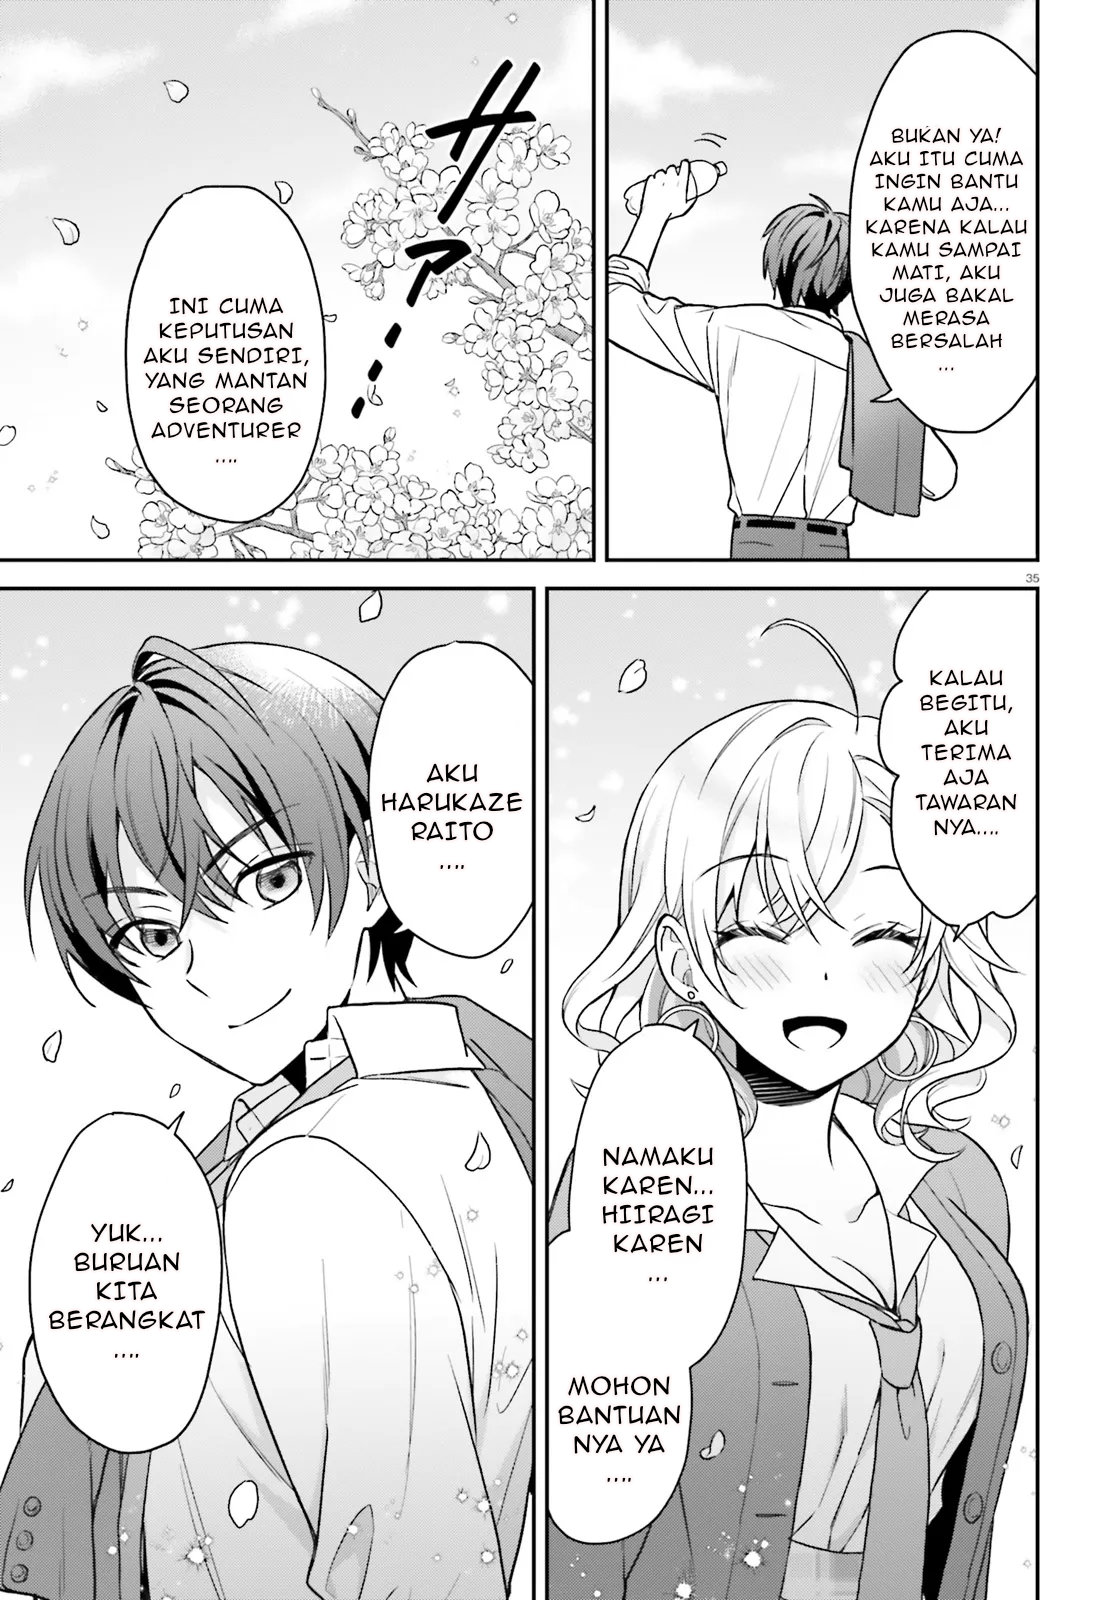 BUKAN YA!
AKU ITU CUMA
INGIN BANTU
KAMU AJA...
KARENA KALAU
KAMU SAMPAI
MATI, AKU
JUGA BAKAL
MERASA
BERSALAH
...
サ
ァ
INI CUMA
KEPUTUSAN
AKU SENDIRI,
YANG MANTAN
SEORANG
ADVENTURER
....
35
KALAU
BEGITU,
AKU
TERIMA
AJA
TAWARAN
NYA....
NAMAKU
KAREN...
HIIRAGI
KAREN
...
MOHON
BANTUAN
NYA YA
....
AKU
HARUKAZE
RAITO
....
YUK...
BURUAN
KITA
BERANGKAT
....